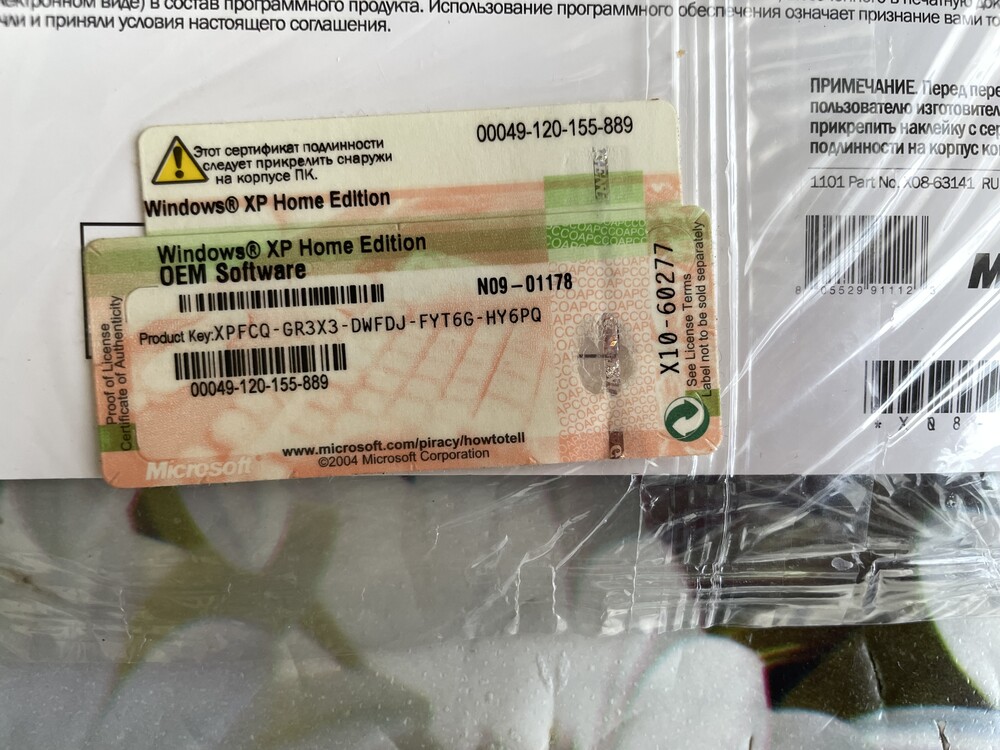 в состав программного продукта. Использование программного обеспечения означает признание вами
и приняли условия настоящего соглашения.
ПРИМЕЧАНИЕ. Перед
пользователю
прикрепить наклейку с
подлинности на корпус
1101 Part No. X08-63141 RU
00049-120-155-889
Этот сертификат подлинности
следует прикрепить снаружи
на корпусе ПК.
Windows® XP Home Edition
Windows® XP Home Edition
OEM Software
N09-01178
Product Key:XPFCQ-GR3X3-DWFDJ-FYT6G-HY6PQ
00049-120-155-889
www.microsoft.com/piracy/howtotell
©2004 Microsoft Corporation
Microsoft
Proof of License
Certificate of Authenticity
X10-60277
See License Terms
Label not to be sold separately
* X 0 8 -